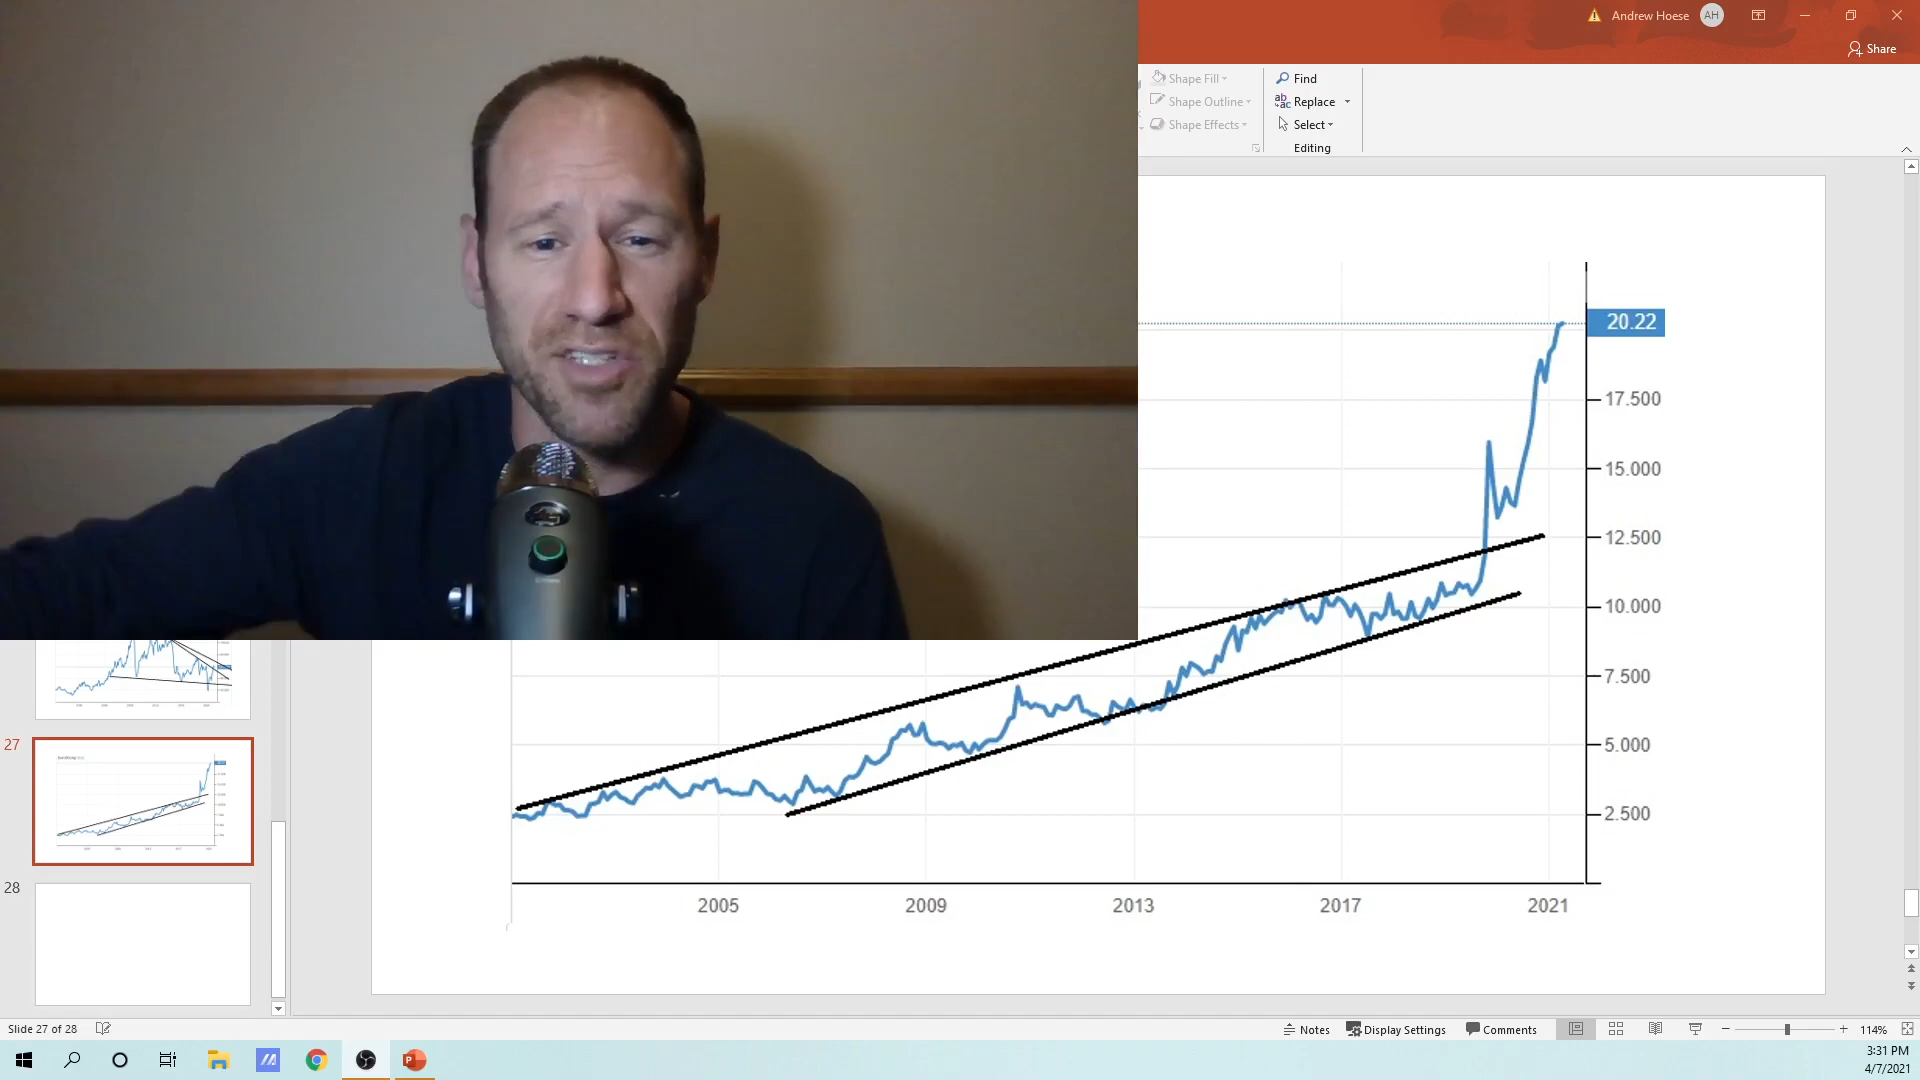 Andrew Hoese AH
Share
Shape Fill
Shape Outline
Shape Effects
Find
Replace
Select
Editing
20.22
17.500
15.000
12.500
10.000
7.500
5.000
2.500
2005 2009 2013 2017 2021
27
28
Slide 27 of 28
Notes Display Settings Comments 114%
3:31 PM
4/7/2021